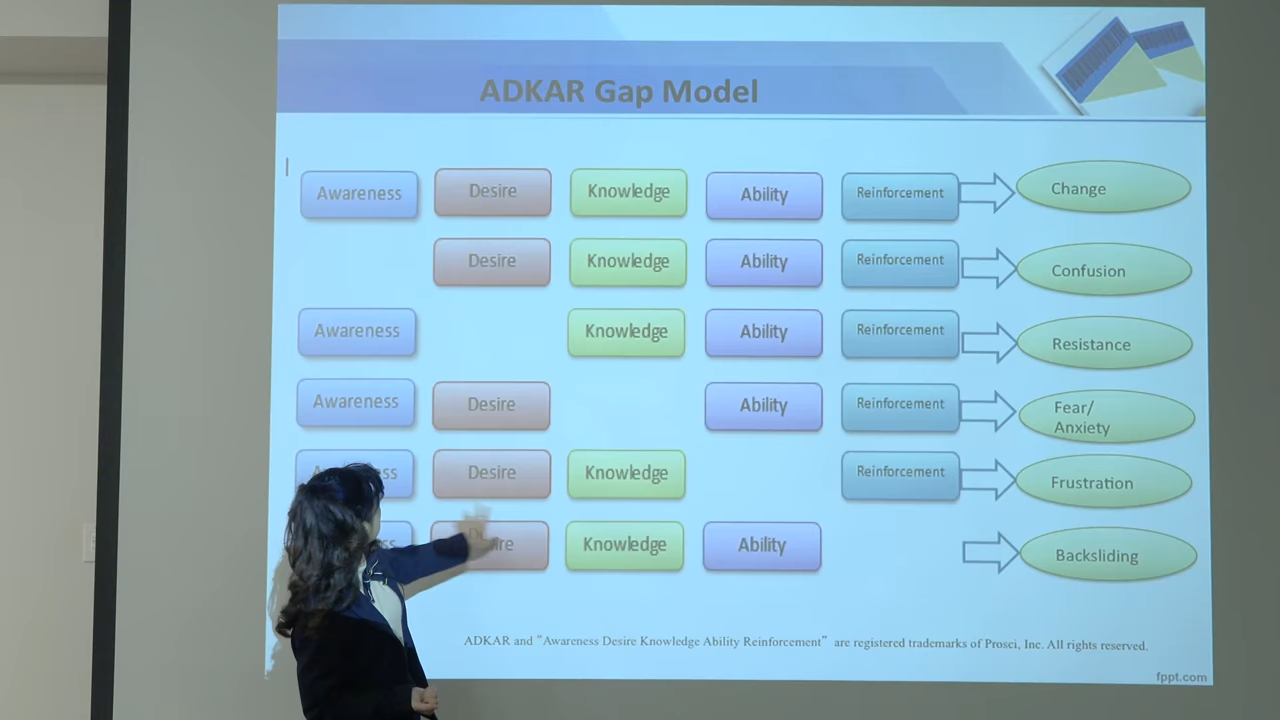 ADKAR Gap Model
Awareness Desire Knowledge Ability Reinforcement Change
Desire Knowledge Ability Reinforcement Confusion
Awareness Knowledge Ability Reinforcement Resistance
Awareness Desire Ability Reinforcement Fear/
Anxiety
Desire Knowledge Reinforcement Frustration
Knowledge Ability Backsliding
ADKAR and "Awareness Desire Knowledge Ability Reinforcement" are registered trademarks of Prosci, Inc. All rights reserved.
fppt.com